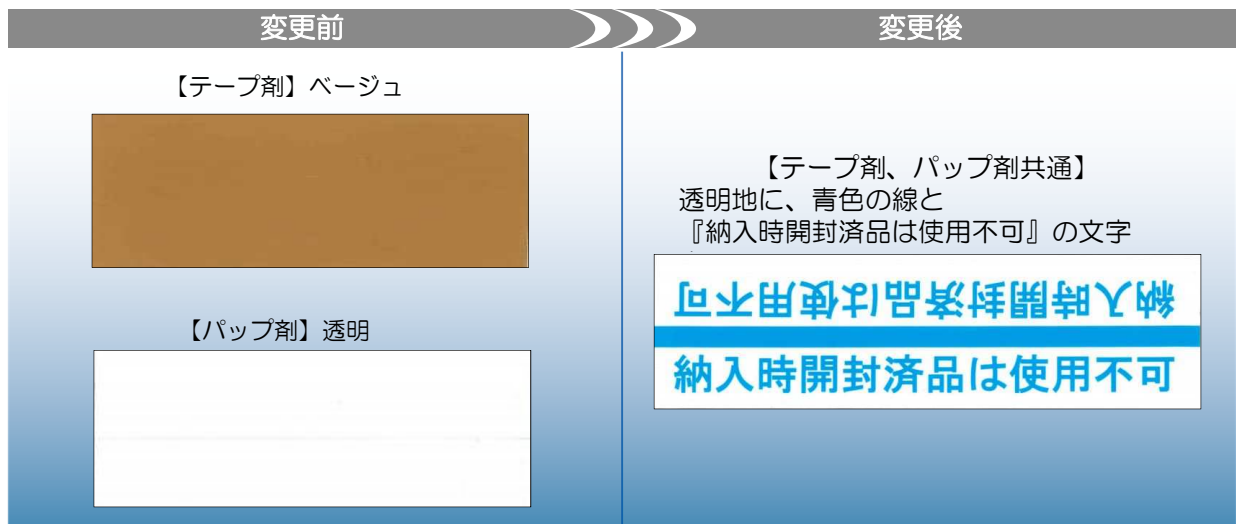 変更前
変更後
【テープ剤】ベージュ
【パップ剤】透明
【テープ剤、パップ剤共通】
透明地に、青色の線と
『納入時開封済品は使用不可』の文字
納入時開封済品は使用不可
納入時開封済品は使用不可